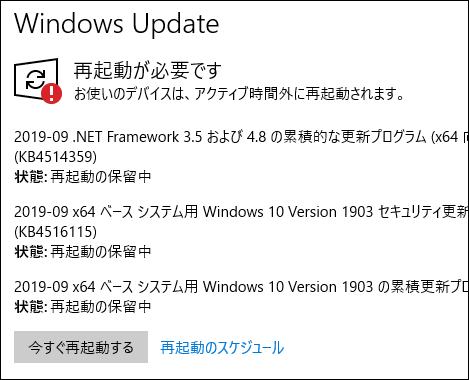 Windows Update
再起動が必要です
お使いのデバイスは、アクティブ時間外に再起動されます。
2019-09 .NET Framework 3.5 および 4.8 の累積的な更新プログラム (x64 向
(KB4514359)
状態: 再起動の保留中
2019-09 x64 ベース システム用 Windows 10 Version 1903 セキュリティ更新
(KB4516115)
状態: 再起動の保留中
2019-09 x64 ベース システム用 Windows 10 Version 1903 の累積更新プロ
状態: 再起動の保留中
今すぐ再起動する 再起動のスケジュール